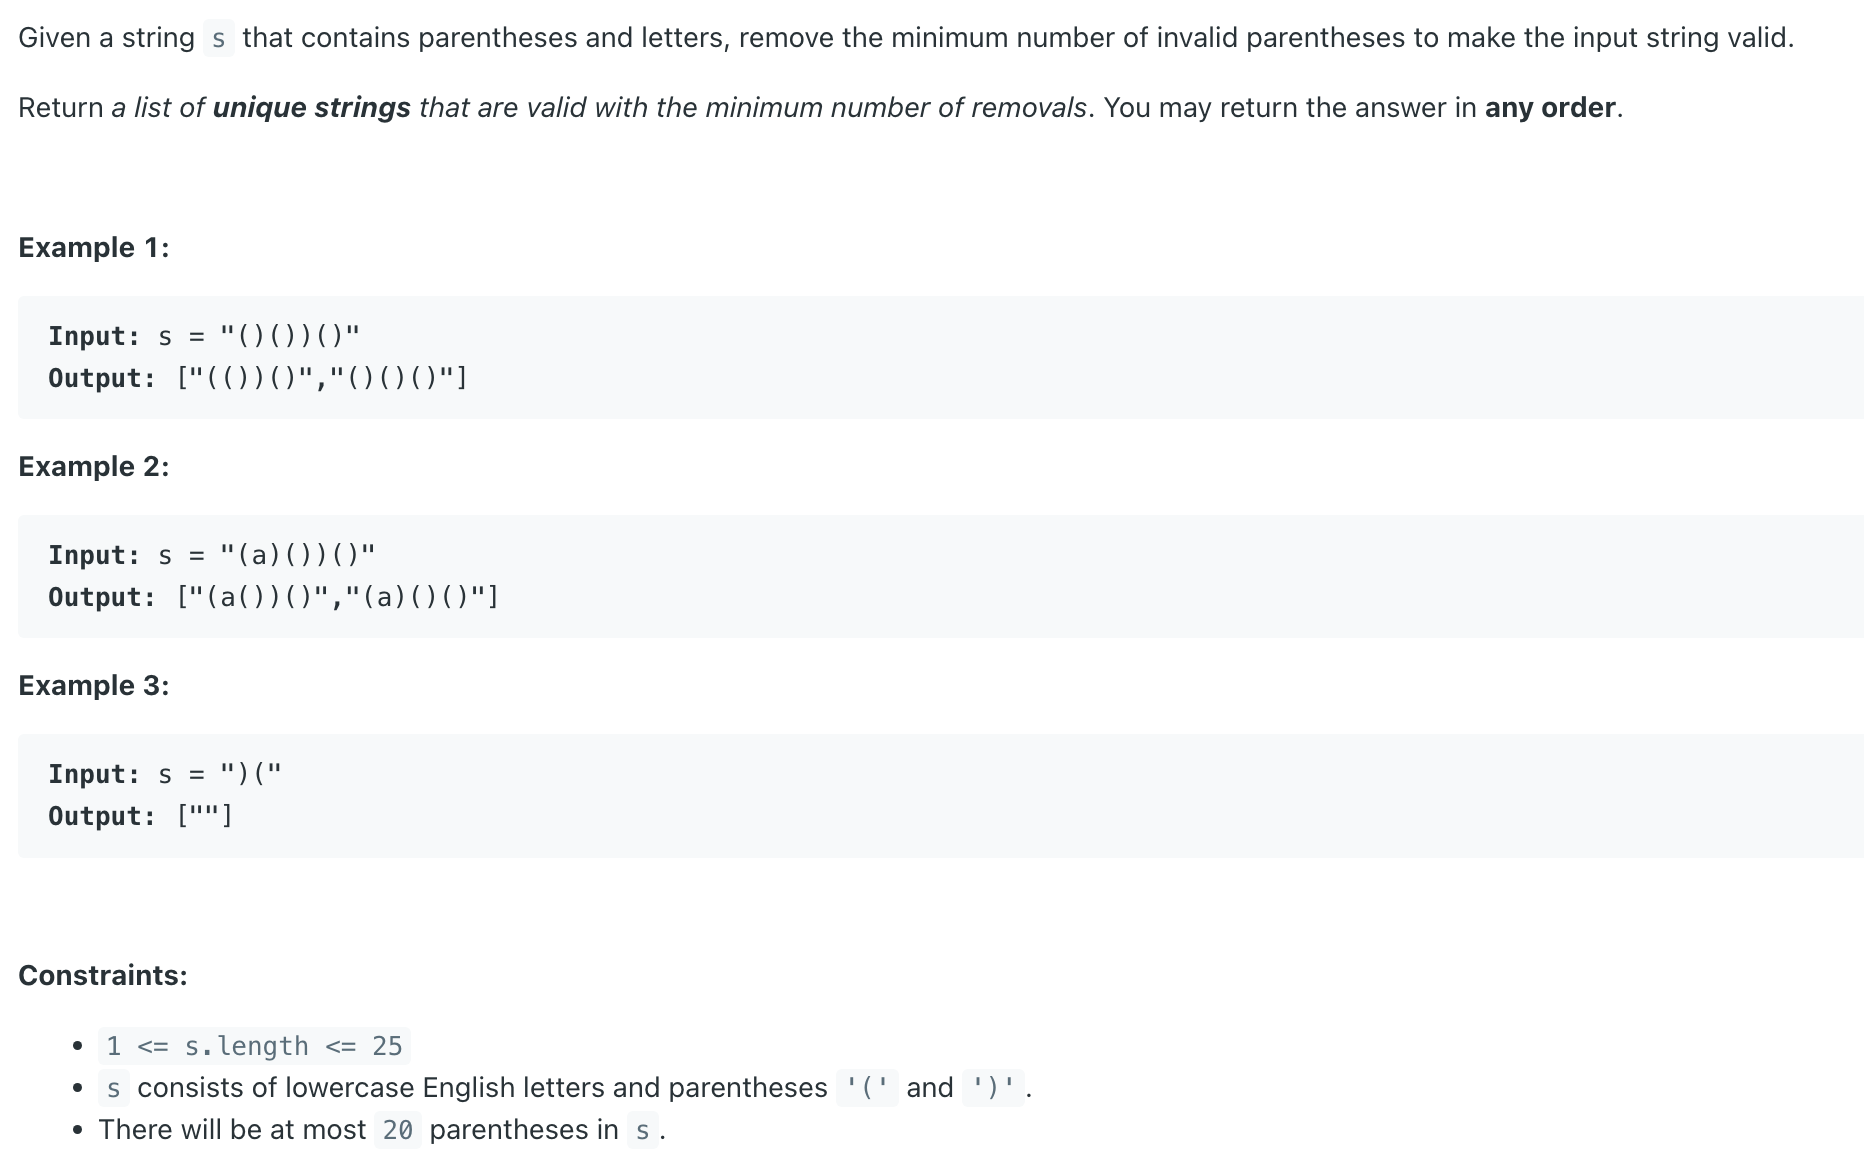 Given a string s that contains parentheses and letters, remove the minimum number of invalid parentheses to make the input string valid.
Return a list of unique strings that are valid with the minimum number of removals. You may return the answer in any order.
Example 1:
Input: s = "()())()"
Output: ["(())()","()()()"]
Example 2:
Input: s = "(a)())()"
Output: ["(a())()","(a)()()"]
Example 3:
Input: s = ")("
Output: [""]
Constraints:
• 1 <= s.length <= 25
• s consists of lowercase English letters and parentheses '(' and ')'.
• There will be at most 20 parentheses in s.